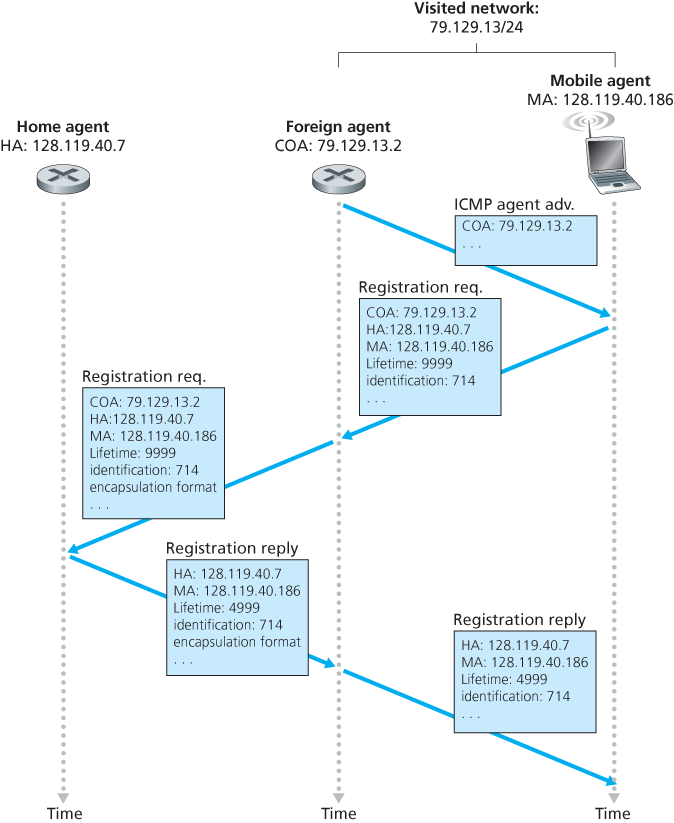 Visited network:
79.129.13/24
Mobile agent
MA: 128.119.40.186
Home agent
HA: 128.119.40.7
Foreign agent
COA: 79.129.13.2
ICMP agent adv.
COA: 79.129.13.2
. . .
Registration req.
COA: 79.129.13.2
HA:128.119.40.7
MA: 128.119.40.186
Lifetime: 9999
identification: 714
. . .
Registration req.
COA: 79.129.13.2
HA:128.119.40.7
MA: 128.119.40.186
Lifetime: 9999
identification: 714
encapsulation format
. . .
Registration reply
HA: 128.119.40.7
MA: 128.119.40.186
Lifetime: 4999
identification: 714
encapsulation format
. . .
Registration reply
HA: 128.119.40.7
MA: 128.119.40.186
Lifetime: 4999
identification: 714
. . .
Time
Time
Time